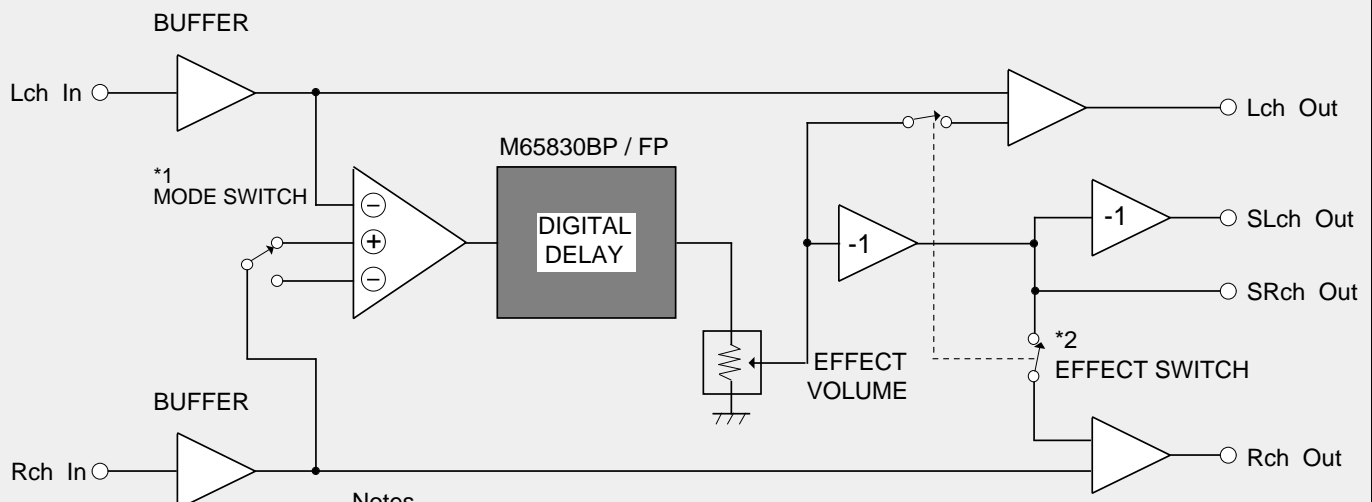 BUFFER
Lch In
Lch Out
M65830BP / FP
*1
MODE SWITCH
−
+
−
DIGITAL
DELAY
-1
-1
SLch Out
SRch Out
*2
EFFECT SWITCH
EFFECT
VOLUME
BUFFER
Rch In
Rch Out
Notes